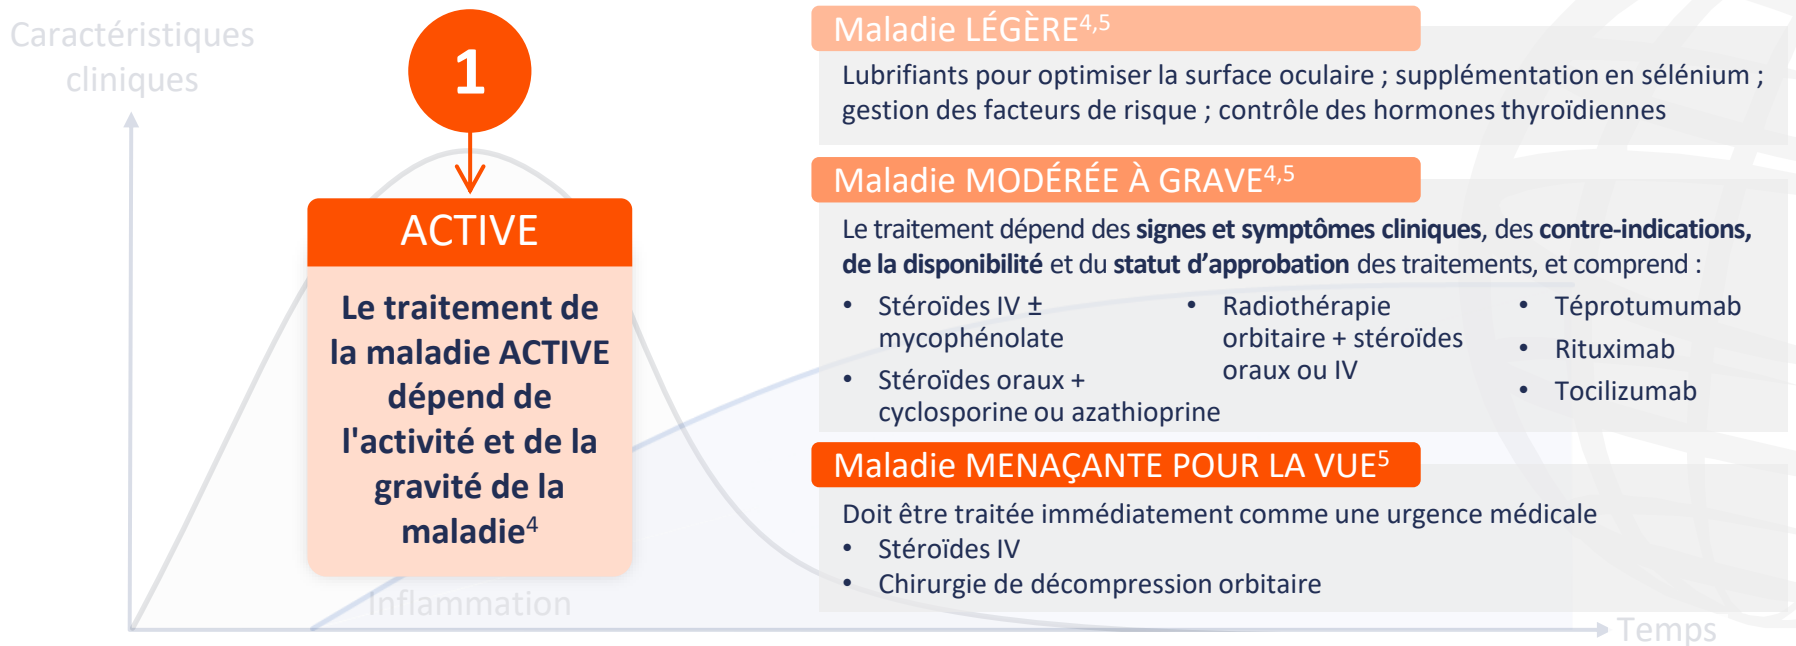 Caractéristiques
cliniques
1
ACTIVE
Le traitement de
la maladie ACTIVE
dépend de
l'activité et de la
gravité de la
maladie⁴
Inflammation
Temps
Maladie LÉGÈRE⁴,⁵
Lubrifiants pour optimiser la surface oculaire ; supplémentation en sélénium ;
gestion des facteurs de risque ; contrôle des hormones thyroïdiennes
Maladie MODÉRÉE À GRAVE⁴,⁵
Le traitement dépend des signes et symptômes cliniques, des contre-indications,
de la disponibilité et du statut d’approbation des traitements, et comprend :
• Stéroïdes IV ±
mycophénolate
• Stéroïdes oraux +
cyclosporine ou azathioprine
• Radiothérapie
orbitaire + stéroïdes
oraux ou IV
• Téprotumumab
• Rituximab
• Tocilizumab
Maladie MENAÇANTE POUR LA VUE⁵
Doit être traitée immédiatement comme une urgence médicale
• Stéroïdes IV
• Chirurgie de décompression orbitaire